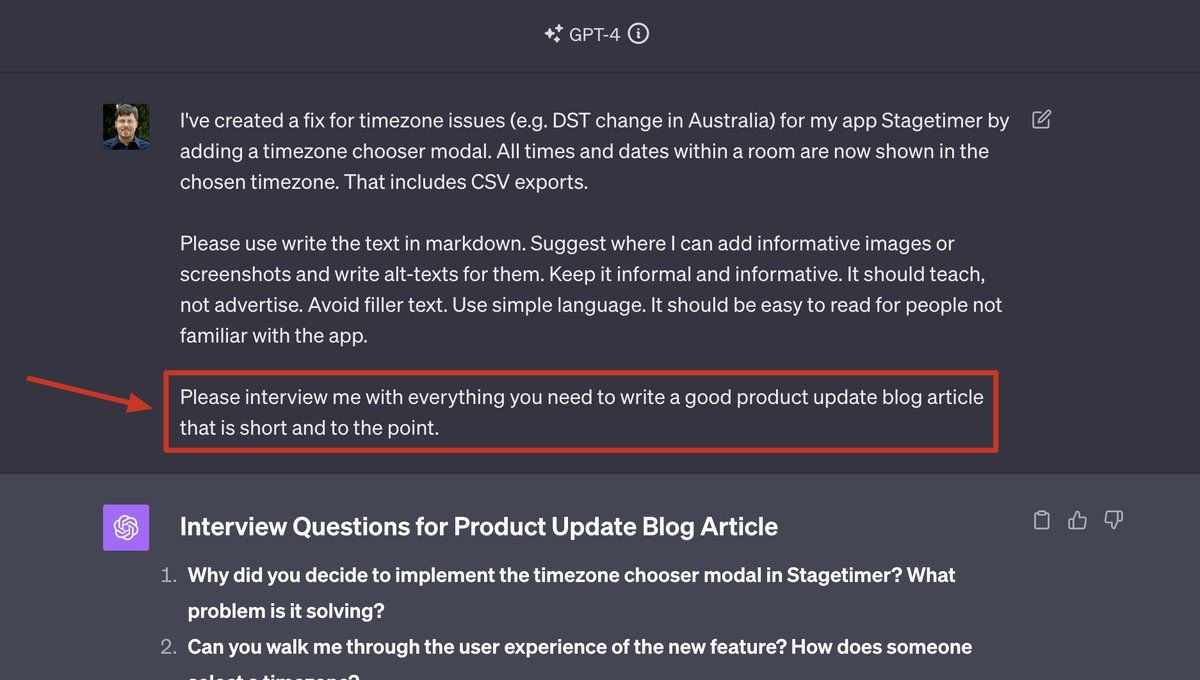 GPT-4
I've created a fix for timezone issues (e.g. DST change in Australia) for my app Stagetimer by
adding a timezone chooser modal. All times and dates within a room are now shown in the
chosen timezone. That includes CSV exports.
Please use write the text in markdown. Suggest where I can add informative images or
screenshots and write alt-texts for them. Keep it informal and informative. It should teach,
not advertise. Avoid filler text. Use simple language. It should be easy to read for people not
familiar with the app.
Please interview me with everything you need to write a good product update blog article
that is short and to the point.
Interview Questions for Product Update Blog Article
1. Why did you decide to implement the timezone chooser modal in Stagetimer? What
problem is it solving?
2. Can you walk me through the user experience of the new feature? How does someone
select a timezone?